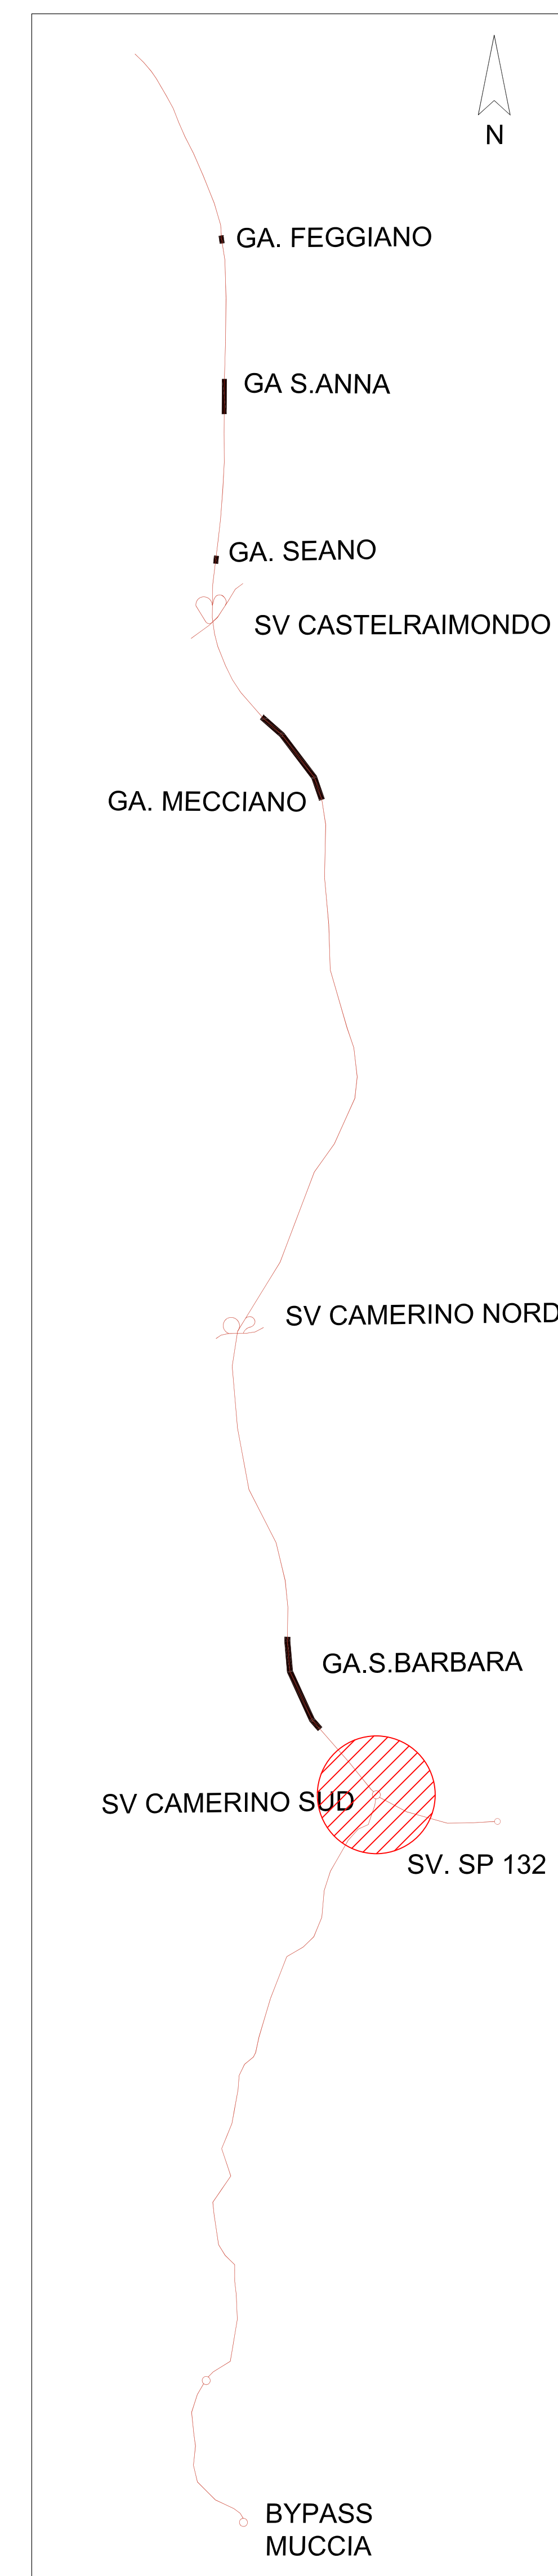 N
GA. FEGGIANO
GA S.ANNA
GA. SEANO
SV CASTELRAIMONDO
GA. MECCIANO
SV CAMERINO NORD
GA.S.BARBARA
SV CAMERINO SUD
SV. SP 132
BYPASS
MUCCIA